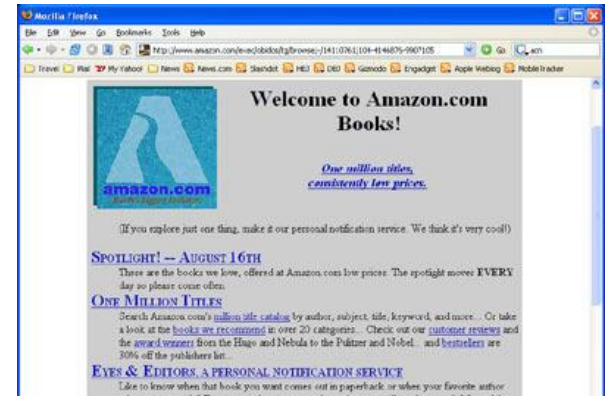 Mozilla Firefox
File Edit View Go Bookmarks Tools Help
Go
Travel Mai My Yahoo! News News.com Slashdot Gizmodo Engadget Apple Weblog
Welcome to Amazon.com
Books!
One million titles,
consistently low prices.
amazon.com
(If you explore just one thing, make it our personal notification service. We think it's very cool!)
SPOTLIGHT! -- AUGUST 16TH
These are the books we love, offered at Amazon.com low prices. The spotlight moves EVERY
day so please come often.
ONE MILLION TITLES
Search Amazon.com's million title catalog by author, subject, title, keyword, and more... Or take
a look at the books we recommend in over 20 categories... Check out our customer reviews and
the award winners from the Hugo and Nebula to the Pulitzer and Nobel... and bestsellers are
30% off the publishers list...
EYES & EDITORS, A PERSONAL NOTIFICATION SERVICE
Like to know when that book you want comes out in paperback or when your favorite author